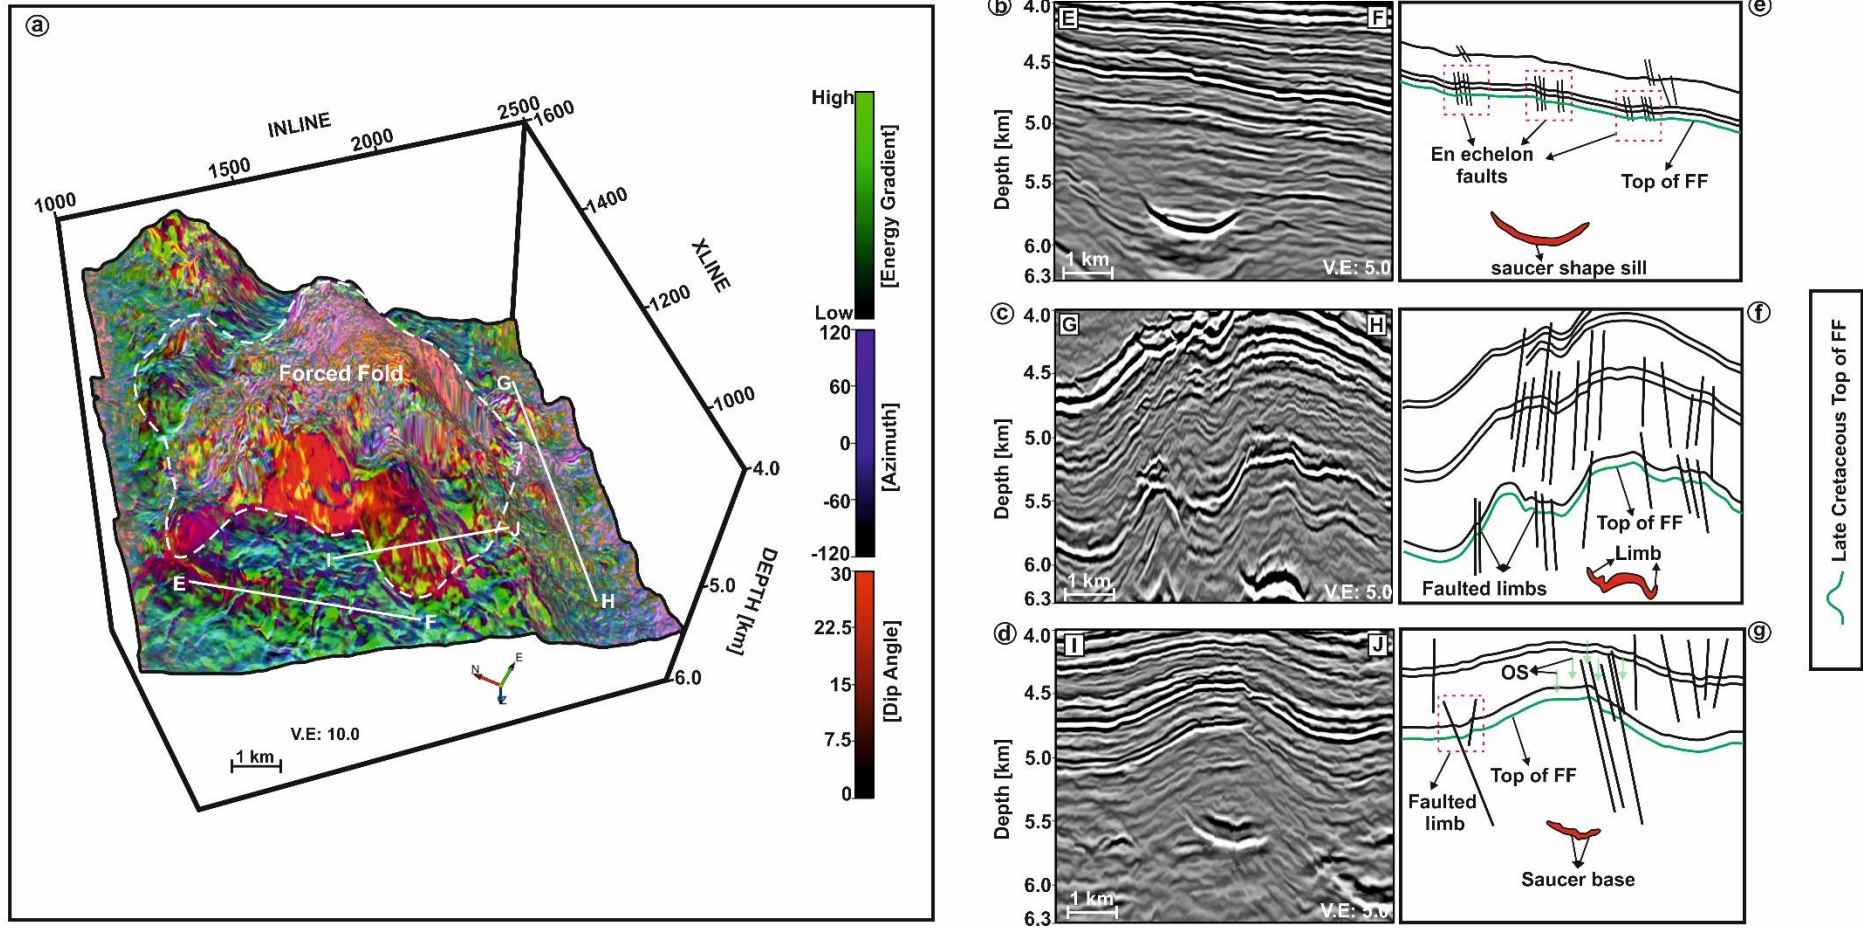 a
INLINE
1000
1500
2000
2500
1600
1400
XLINE
1200
1000
4.0
5.0
6.0
DEPTH [km]
Forced Fold
G
H
I
J
E
F
N
E
Z
V.E: 10.0
1 km
High
Low
[Energy Gradient]
120
60
0
-60
-120
[Azimuth]
30
22.5
15
7.5
0
[Dip Angle]
b
E
F
4.0
4.5
5.0
5.5
6.0
6.3
Depth [km]
1 km
V.E: 5.0
e
En echelon
faults
Top of FF
saucer shape sill
c
G
H
4.0
4.5
5.0
5.5
6.0
6.3
Depth [km]
1 km
V.E: 5.0
f
Top of FF
Limb
Faulted limbs
d
I
J
4.0
4.5
5.0
5.5
6.0
6.3
Depth [km]
1 km
V.E: 5.0
g
OS
Top of FF
Faulted
limb
Saucer base
Late Cretaceous Top of FF